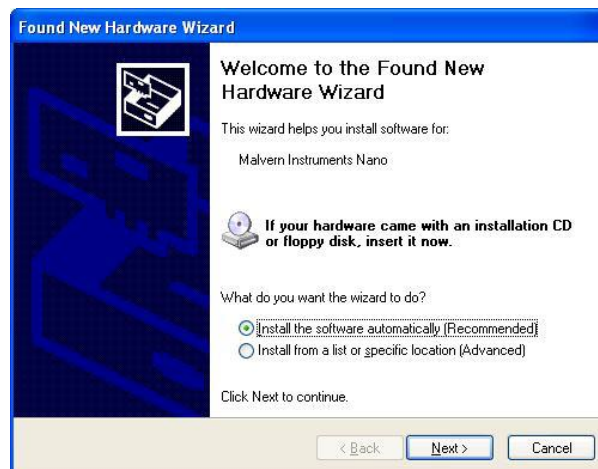 Found New Hardware Wizard
Welcome to the Found New
Hardware Wizard
This wizard helps you install software for:
Malvern Instruments Nano
If your hardware came with an installation CD
or floppy disk, insert it now.
What do you want the wizard to do?
Install the software automatically (Recommended)
Install from a list or specific location (Advanced)
Click Next to continue.
< Back Next > Cancel